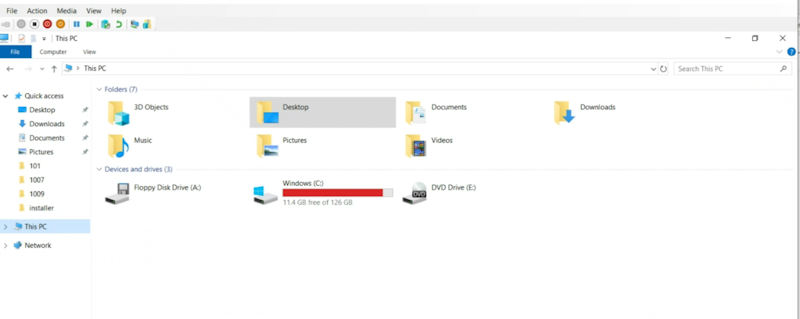 File Action Media View Help
This PC
File Computer View
This PC
Search This PC
Quick access
Desktop
Downloads
Documents
Pictures
101
1007
1009
installer
This PC
Network
Folders (7)
3D Objects
Desktop
Documents
Downloads
Music
Pictures
Videos
Devices and drives (3)
Floppy Disk Drive (A:)
Windows (C:)
11.4 GB free of 126 GB
DVD
DVD Drive (E:)